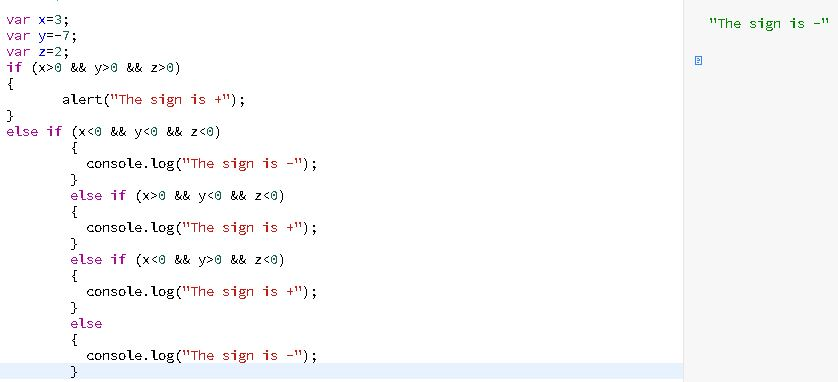 var x=3;
var y=-7;
var z=2;
if (x>0 && y>0 && z>0)
{
       alert("The sign is +");
}
else if (x<0 && y<0 && z<0)
        {
          console.log("The sign is -");
        }
        else if (x>0 && y<0 && z<0)
        {
          console.log("The sign is +");
        }
        else if (x<0 && y>0 && z<0)
        {
          console.log("The sign is +");
        }
        else
        {
          console.log("The sign is -");
        }
"The sign is -"